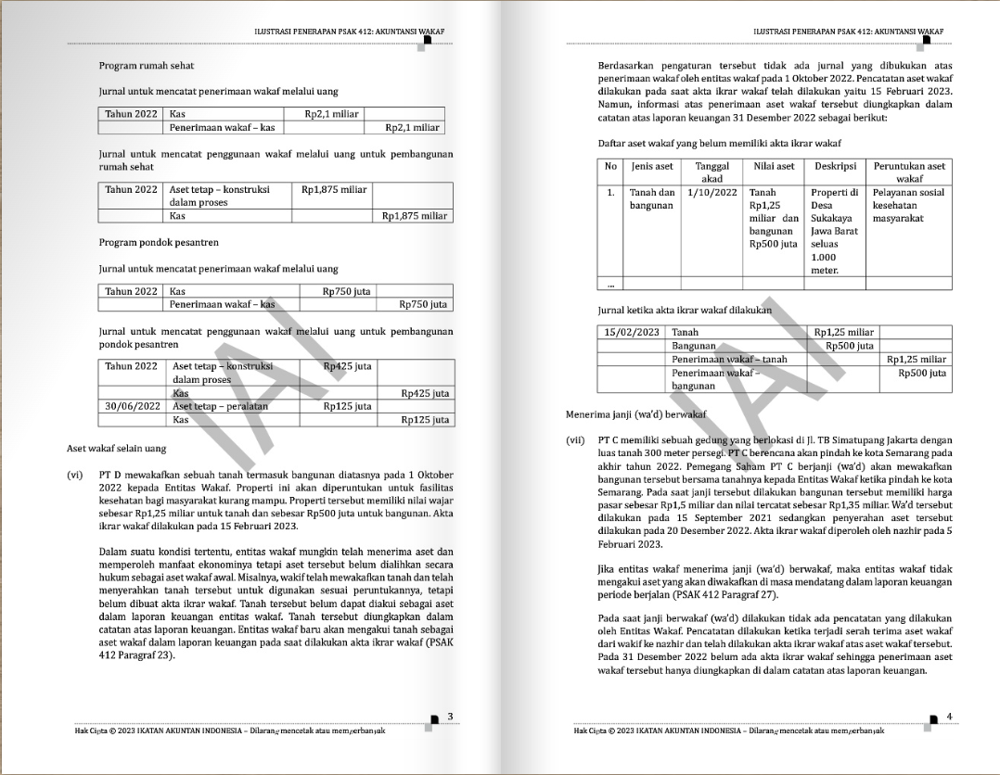 ILUSTRASI PENERAPAN PSAK 412: AKUNTANSI WAKAF
Program rumah sehat
Jurnal untuk mencatat penerimaan wakaf melalui uang
Tahun 2022 Kas Rp2,1 miliar
Penerimaan wakaf – kas Rp2,1 miliar
Jurnal untuk mencatat penggunaan wakaf melalui uang untuk pembangunan
rumah sehat
Tahun 2022 Aset tetap – konstruksi Rp1,875 miliar
dalam proses
Kas Rp1,875 miliar
Program pondok pesantren
Jurnal untuk mencatat penerimaan wakaf melalui uang
Tahun 2022 Kas Rp750 juta
Penerimaan wakaf – kas Rp750 juta
Jurnal untuk mencatat penggunaan wakaf melalui uang untuk pembangunan
pondok pesantren
Tahun 2022 Aset tetap – konstruksi Rp425 juta
dalam proses
Kas Rp425 juta
30/06/2022 Aset tetap – peralatan Rp125 juta
Kas Rp125 juta
Aset wakaf selain uang
(vi) PT D mewakafkan sebuah tanah termasuk bangunan diatasnya pada 1 Oktober
2022 kepada Entitas Wakaf. Properti ini akan diperuntukan untuk fasilitas
kesehatan bagi masyarakat kurang mampu. Properti tersebut memiliki nilai wajar
sebesar Rp1,25 miliar untuk tanah dan sebesar Rp500 juta untuk bangunan. Akta
ikrar wakaf dilakukan pada 15 Februari 2023.
Dalam suatu kondisi tertentu, entitas wakaf mungkin telah menerima aset dan
memperoleh manfaat ekonominya tetapi aset tersebut belum dialihkan secara
hukum sebagai aset wakaf awal. Misalnya, wakif telah mewakafkan tanah dan telah
menyerahkan tanah tersebut untuk digunakan sesuai peruntukannya, tetapi
belum dibuat akta ikrar wakaf. Tanah tersebut belum dapat diakui sebagai aset
dalam laporan keuangan entitas wakaf. Tanah tersebut diungkapkan dalam
catatan atas laporan keuangan. Entitas wakaf baru akan mengakui tanah sebagai
aset wakaf dalam laporan keuangan pada saat dilakukan akta ikrar wakaf (PSAK
412 Paragraf 23).
3
Hak Cipta © 2023 IKATAN AKUNTAN INDONESIA – Dilarang mencetak atau memperbanyak
IAI
ILUSTRASI PENERAPAN PSAK 412: AKUNTANSI WAKAF
Berdasarkan pengaturan tersebut tidak ada jurnal yang dibukukan atas
penerimaan wakaf oleh entitas wakaf pada 1 Oktober 2022. Pencatatan aset wakaf
dilakukan pada saat akta ikrar wakaf telah dilakukan yaitu 15 Februari 2023.
Namun, informasi atas penerimaan aset wakaf tersebut diungkapkan dalam
catatan atas laporan keuangan 31 Desember 2022 sebagai berikut:
Daftar aset wakaf yang belum memiliki akta ikrar wakaf
No Jenis aset Tanggal Nilai aset Deskripsi Peruntukan aset
akad wakaf
1. Tanah dan 1/10/2022 Tanah Properti di Pelayanan sosial
bangunan Rp1,25 Desa kesehatan
miliar dan Sukakaya masyarakat
bangunan Jawa Barat
Rp500 juta seluas
1.000
meter.
...
Jurnal ketika akta ikrar wakaf dilakukan
15/02/2023 Tanah Rp1,25 miliar
Bangunan Rp500 juta
Penerimaan wakaf – tanah Rp1,25 miliar
Penerimaan wakaf – Rp500 juta
bangunan
Menerima janji (wa’d) berwakaf
(vii) PT C memiliki sebuah gedung yang berlokasi di Jl. TB Simatupang Jakarta dengan
luas tanah 300 meter persegi. PT C berencana akan pindah ke kota Semarang pada
akhir tahun 2022. Pemegang Saham PT C berjanji (wa’d) akan mewakafkan
bangunan tersebut bersama tanahnya kepada Entitas Wakaf ketika pindah ke kota
Semarang. Pada saat janji tersebut dilakukan bangunan tersebut memiliki harga
pasar sebesar Rp1,5 miliar dan nilai tercatat sebesar Rp1,35 miliar. Wa’d tersebut
dilakukan pada 15 September 2021 sedangkan penyerahan aset tersebut
dilakukan pada 20 Desember 2022. Akta ikrar wakaf diperoleh oleh nazhir pada 5
Februari 2023.
Jika entitas wakaf menerima janji (wa’d) berwakaf, maka entitas wakaf tidak
mengakui aset yang akan diwakafkan di masa mendatang dalam laporan keuangan
periode berjalan (PSAK 412 Paragraf 27).
Pada saat janji berwakaf (wa’d) dilakukan tidak ada pencatatan yang dilakukan
oleh Entitas Wakaf. Pencatatan dilakukan ketika terjadi serah terima aset wakaf
dari wakif ke nazhir dan telah dilakukan akta ikrar wakaf atas aset wakaf tersebut.
Pada 31 Desember 2022 belum ada akta ikrar wakaf sehingga penerimaan aset
wakaf tersebut hanya diungkapkan di dalam catatan atas laporan keuangan.
4
Hak Cipta © 2023 IKATAN AKUNTAN INDONESIA – Dilarang mencetak atau memperbanyak
IAI